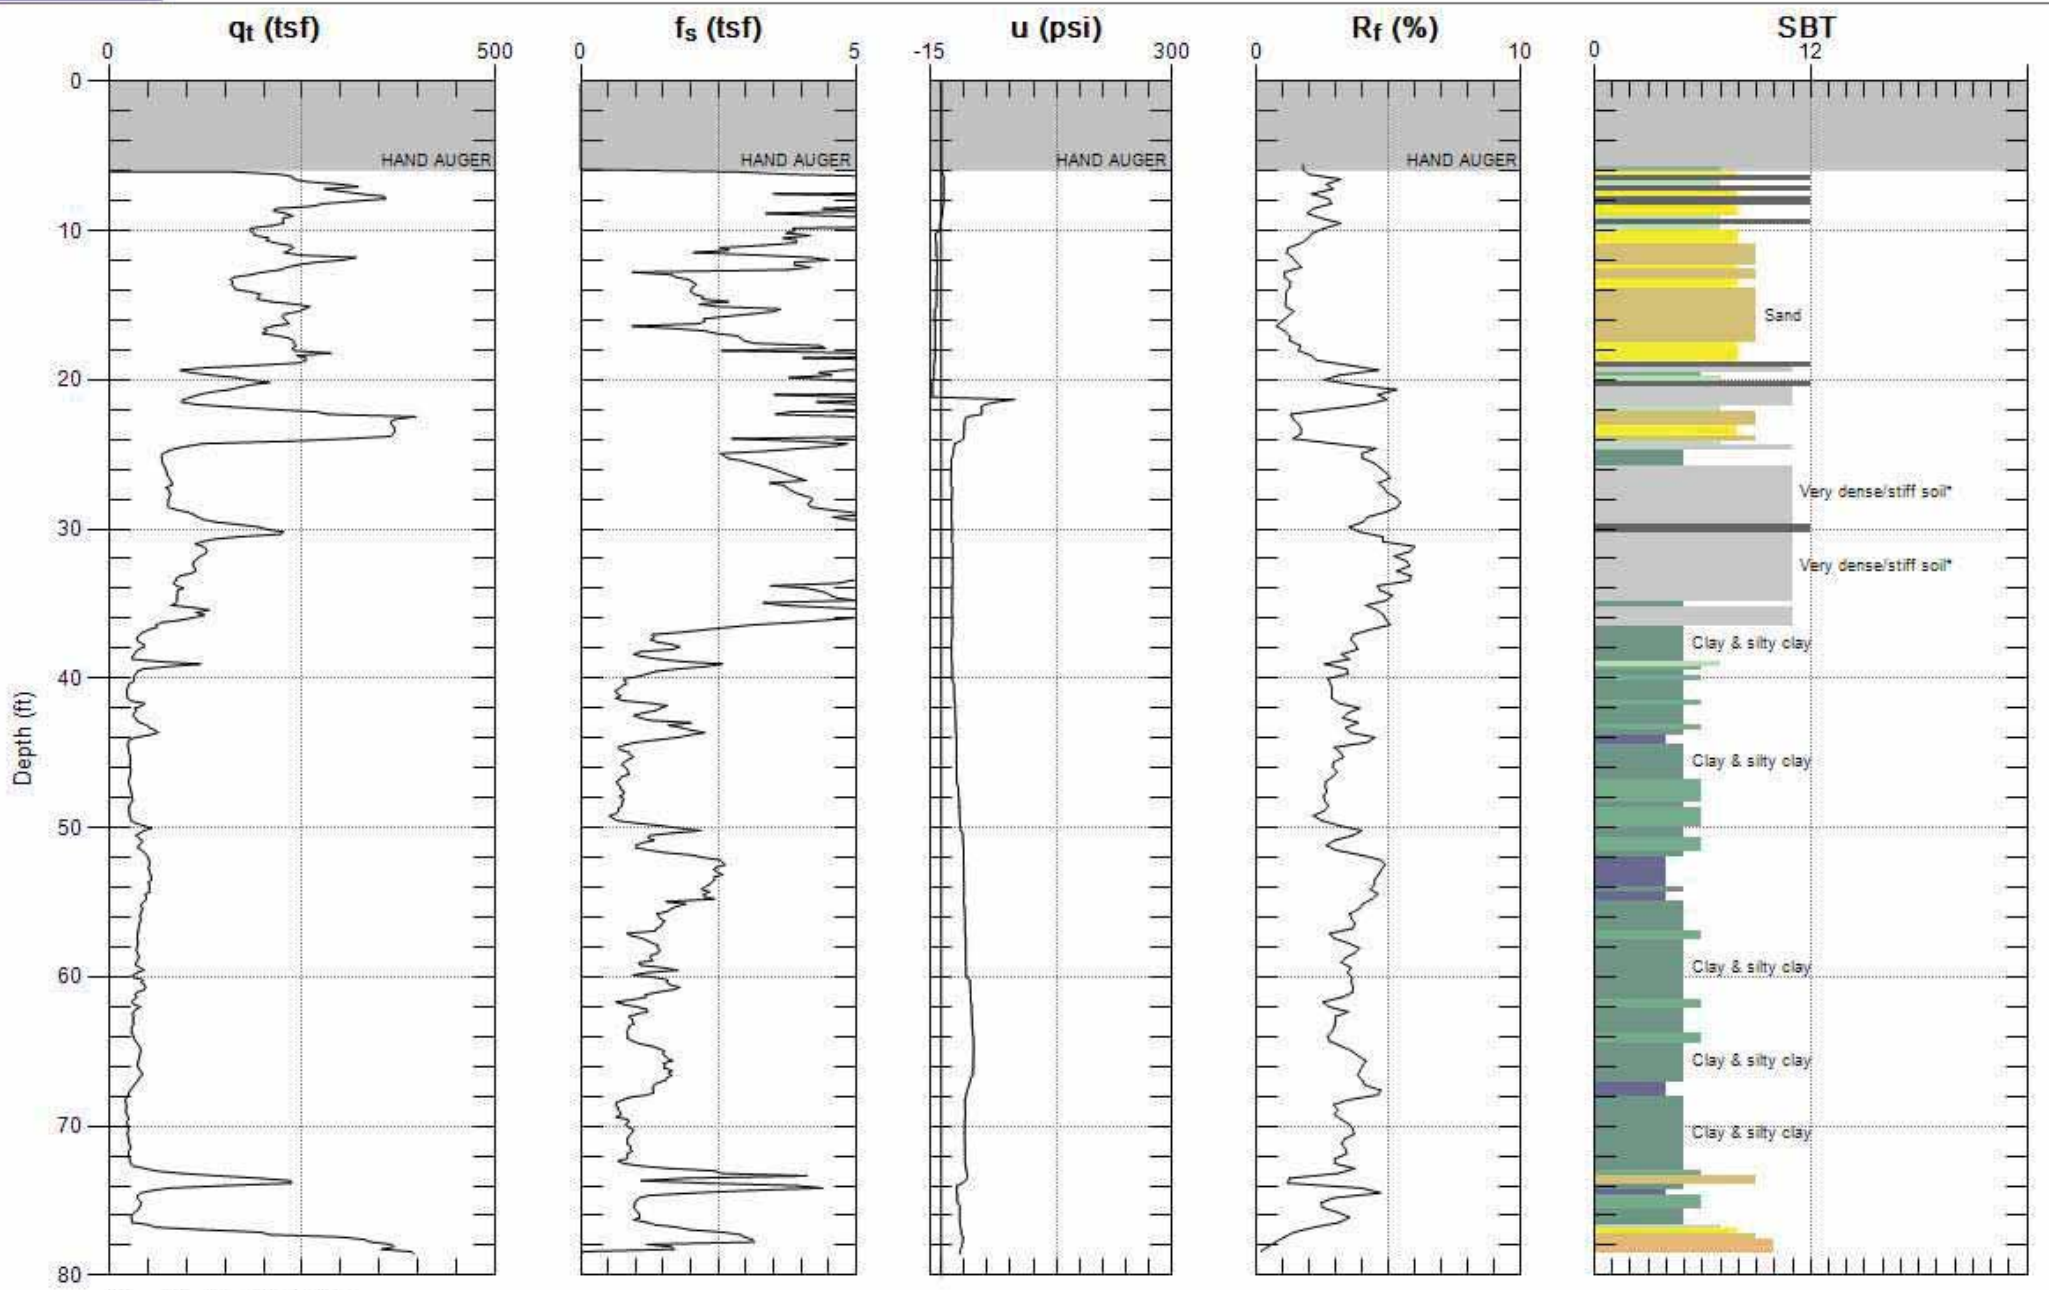 qt (tsf)
fs (tsf)
u (psi)
Rf (%)
SBT
0
500
0
5
-15
300
0
10
0
12
0
HAND AUGER
HAND AUGER
HAND AUGER
HAND AUGER
10
Sand
20
Very dense/stiff soil*
30
Very dense/stiff soil*
Clay & silty clay
40
Depth (ft)
Clay & silty clay
50
Clay & silty clay
60
Clay & silty clay
70
Clay & silty clay
80